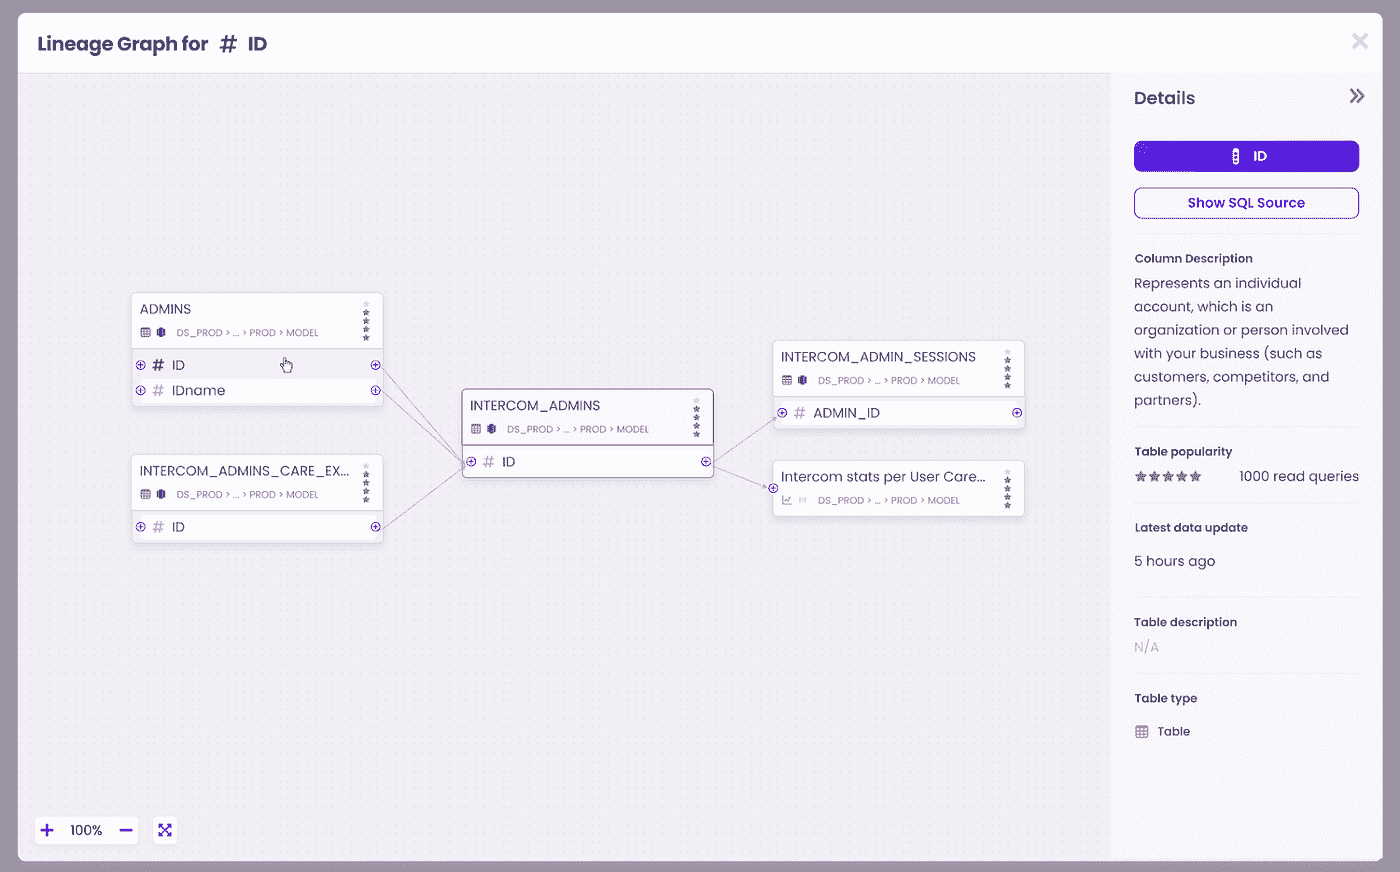 Lineage Graph for # ID
Details
ID
Show SQL Source
Column Description
Represents an individual
account, which is an
organization or person involved
with your business (such as
customers, competitors, and
partners).
Table popularity
1000 read queries
Latest data update
5 hours ago
Table description
N/A
Table type
Table
ADMINS
DS_PROD > ... > PROD > MODEL
# ID
# IDname
INTERCOM_ADMINS_CARE_EX...
DS_PROD > ... > PROD > MODEL
# ID
INTERCOM_ADMINS
DS_PROD > ... > PROD > MODEL
# ID
INTERCOM_ADMIN_SESSIONS
DS_PROD > ... > PROD > MODEL
# ADMIN_ID
Intercom stats per User Care...
DS_PROD > ... > PROD > MODEL
100%